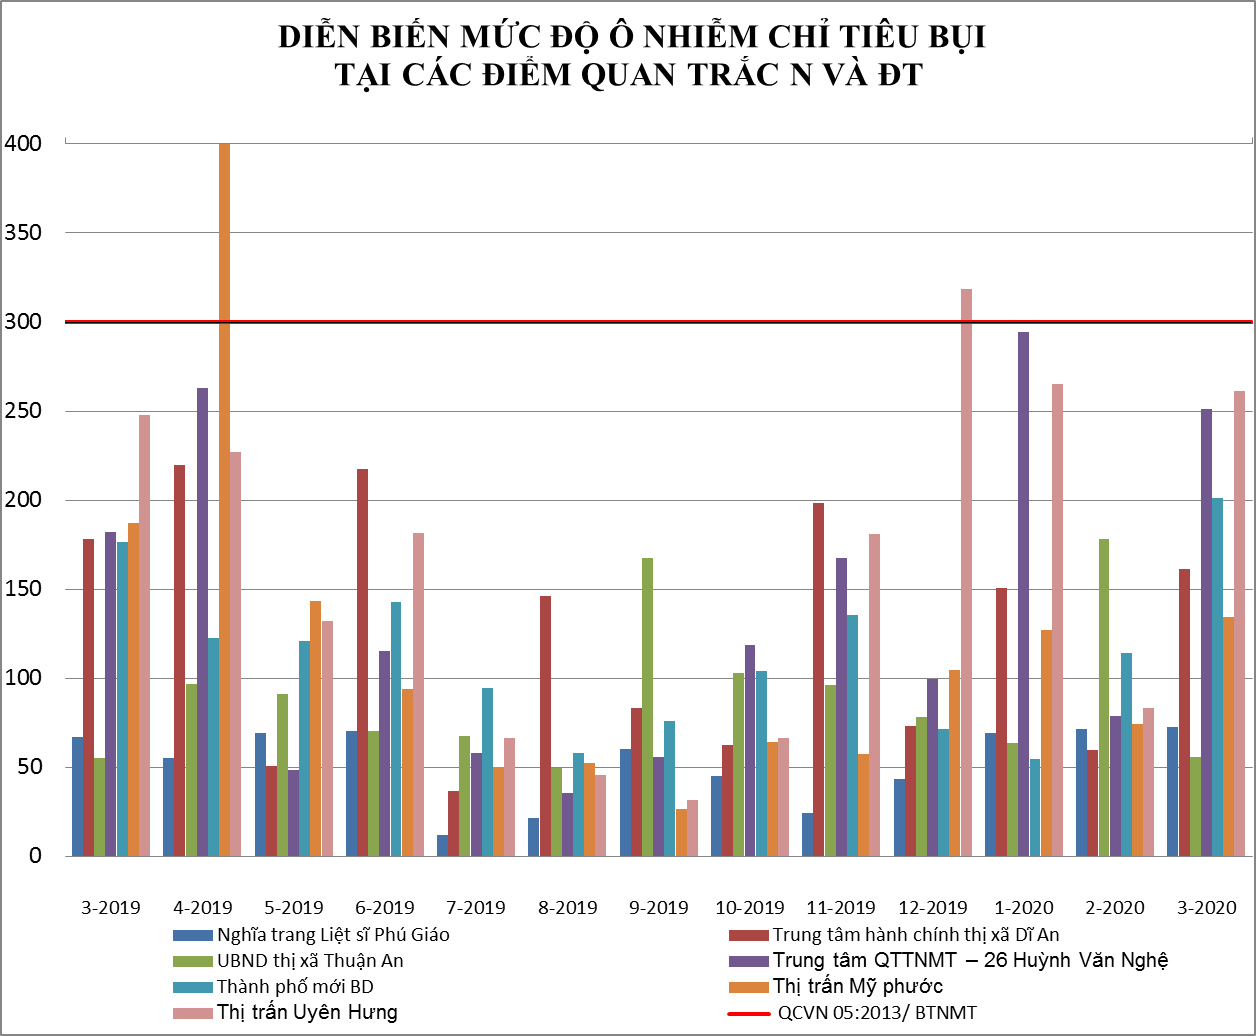 DIỄN BIẾN MỨC ĐỘ Ô NHIỄM CHỈ TIÊU BỤI
TẠI CÁC ĐIỂM QUAN TRẮC N VÀ ĐT
400
350
300
250
200
150
100
50
0
3-2019 4-2019 5-2019 6-2019 7-2019 8-2019 9-2019 10-2019 11-2019 12-2019 1-2020 2-2020 3-2020
Nghĩa trang Liệt sĩ Phú Giáo Trung tâm hành chính thị xã Dĩ An
UBND thị xã Thuận An Trung tâm QTTNMT – 26 Huỳnh Văn Nghệ
Thành phố mới BD Thị trấn Mỹ phước
Thị trấn Uyên Hưng QCVN 05:2013/ BTNMT